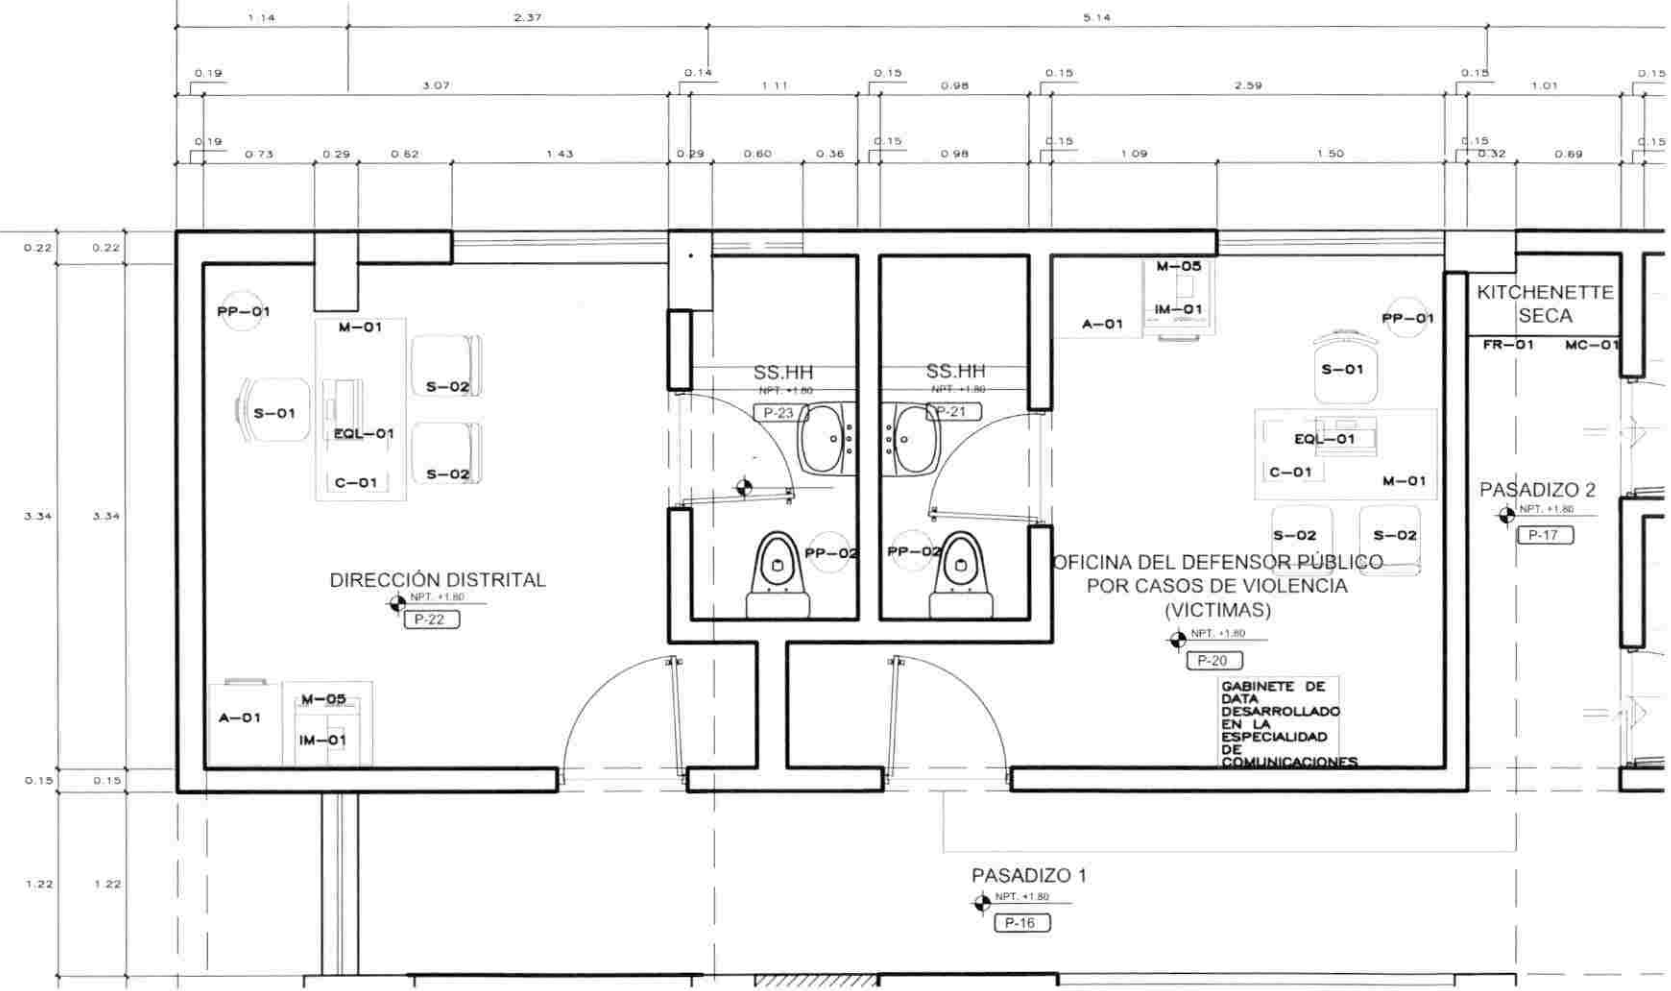 1.14 2.37 5.14
0.19 3.07 0.14 1.11 0.15 0.98 0.15 2.59 0.15 1.01 0.15
0.19 0.73 0.29 0.62 1.43 0.29 0.60 0.36 0.15 0.98 0.15 1.09 1.50 0.15 0.32 0.69 0.15
0.22 0.22
3.34 3.34
0.15 0.15
1.22 1.22
PP-01
M-01
S-02
S-01
EQL-01
S-02
C-01
DIRECCIÓN DISTRITAL
NPT. +1.80
P-22
M-05
A-01
IM-01
SS.HH
NPT. +1.80
P-23
PP-02
SS.HH
NPT. +1.80
P-21
PP-02
M-05
IM-01
A-01
PP-01
S-01
EQL-01
C-01
M-01
S-02 S-02
OFICINA DEL DEFENSOR PÚBLICO
POR CASOS DE VIOLENCIA
(VICTIMAS)
NPT. +1.80
P-20
GABINETE DE
DATA
DESARROLLADO
EN LA
ESPECIALIDAD
DE
COMUNICACIONES
KITCHENETTE
SECA
FR-01 MC-01
PASADIZO 2
NPT. +1.80
P-17
PASADIZO 1
NPT. +1.80
P-16